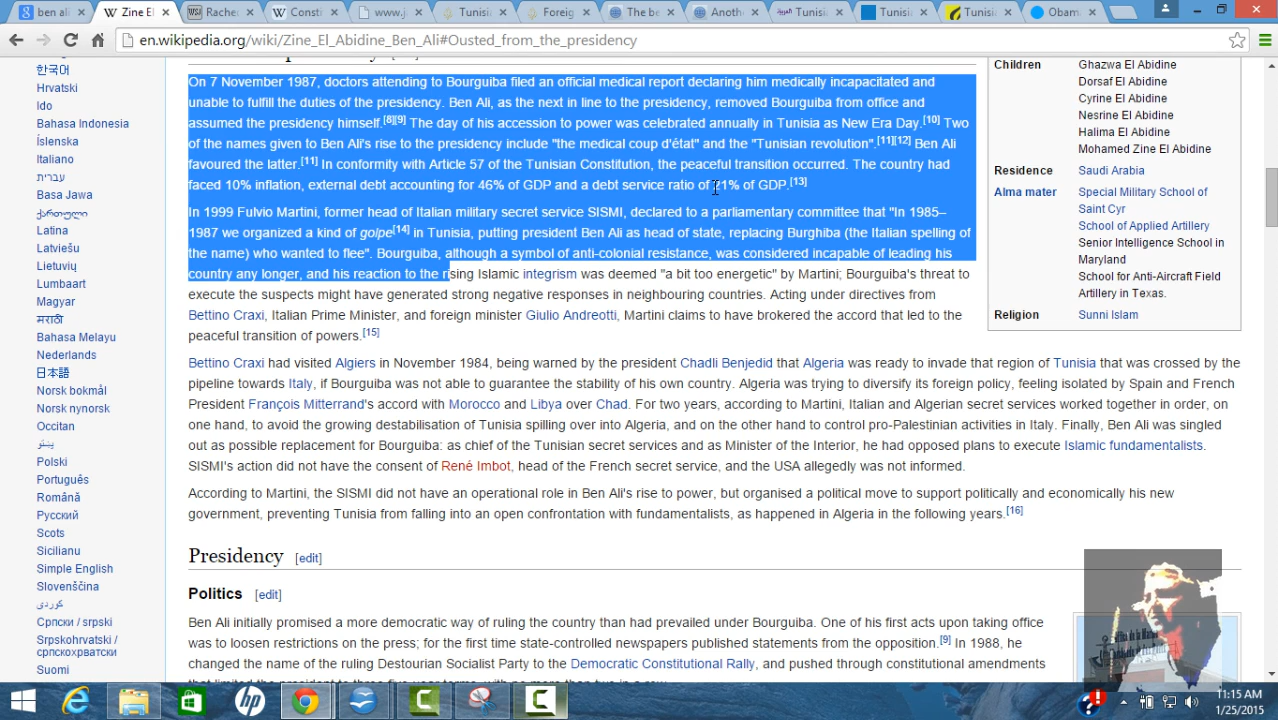 ben ali
Zine El
Rached
Consti
www.j
Tunisia
Foreig
The be
Anoth
Tunisi
Tunisi
Tunisi
Obama
en.wikipedia.org/wiki/Zine_El_Abidine_Ben_Ali#Ousted_from_the_presidency
한국어
Hrvatski
Ido
Bahasa Indonesia
Íslenska
Italiano
עברית
Basa Jawa
ქართული
Latina
Latviešu
Lietuvių
Lumbaart
Magyar
मराठी
Bahasa Melayu
Nederlands
日本語
Norsk bokmål
Norsk nynorsk
Occitan
پښتو
Polski
Português
Română
Русский
Scots
Sicilianu
Simple English
Slovenščina
کوردی
Српски / srpski
Srpskohrvatski /
српскохрватски
Suomi
On 7 November 1987, doctors attending to Bourguiba filed an official medical report declaring him medically incapacitated and
unable to fulfill the duties of the presidency. Ben Ali, as the next in line to the presidency, removed Bourguiba from office and
assumed the presidency himself.[8][9] The day of his accession to power was celebrated annually in Tunisia as New Era Day.[10] Two
of the names given to Ben Ali's rise to the presidency include "the medical coup d'état" and the "Tunisian revolution".[11][12] Ben Ali
favoured the latter.[11] In conformity with Article 57 of the Tunisian Constitution, the peaceful transition occurred. The country had
faced 10% inflation, external debt accounting for 46% of GDP and a debt service ratio of 21% of GDP.[13]
In 1999 Fulvio Martini, former head of Italian military secret service SISMI, declared to a parliamentary committee that "In 1985–
1987 we organized a kind of golpe[14] in Tunisia, putting president Ben Ali as head of state, replacing Burghiba (the Italian spelling of
the name) who wanted to flee". Bourguiba, although a symbol of anti-colonial resistance, was considered incapable of leading his
country any longer, and his reaction to the rising Islamic integrism was deemed "a bit too energetic" by Martini; Bourguiba's threat to
execute the suspects might have generated strong negative responses in neighbouring countries. Acting under directives from
Bettino Craxi, Italian Prime Minister, and foreign minister Giulio Andreotti, Martini claims to have brokered the accord that led to the
peaceful transition of powers.[15]
Bettino Craxi had visited Algiers in November 1984, being warned by the president Chadli Benjedid that Algeria was ready to invade that region of Tunisia that was crossed by the
pipeline towards Italy, if Bourguiba was not able to guarantee the stability of his own country. Algeria was trying to diversify its foreign policy, feeling isolated by Spain and French
President François Mitterrand's accord with Morocco and Libya over Chad. For two years, according to Martini, Italian and Algerian secret services worked together in order, on
one hand, to avoid the growing destabilisation of Tunisia spilling over into Algeria, and on the other hand to control pro-Palestinian activities in Italy. Finally, Ben Ali was singled
out as possible replacement for Bourguiba: as chief of the Tunisian secret services and as Minister of the Interior, he had opposed plans to execute Islamic fundamentalists.
SISMI's action did not have the consent of René Imbot, head of the French secret service, and the USA allegedly was not informed.
According to Martini, the SISMI did not have an operational role in Ben Ali's rise to power, but organised a political move to support politically and economically his new
government, preventing Tunisia from falling into an open confrontation with fundamentalists, as happened in Algeria in the following years.[16]
Presidency [edit]
Politics [edit]
Ben Ali initially promised a more democratic way of ruling the country than had prevailed under Bourguiba. One of his first acts upon taking office
was to loosen restrictions on the press; for the first time state-controlled newspapers published statements from the opposition.[9] In 1988, he
changed the name of the ruling Destourian Socialist Party to the Democratic Constitutional Rally, and pushed through constitutional amendments
Children
Ghazwa El Abidine
Dorsaf El Abidine
Cyrine El Abidine
Nesrine El Abidine
Halima El Abidine
Mohamed Zine El Abidine
Residence Saudi Arabia
Alma mater Special Military School of
Saint Cyr
School of Applied Artillery
Senior Intelligence School in
Maryland
School for Anti-Aircraft Field
Artillery in Texas.
Religion Sunni Islam
11:15 AM
1/25/2015